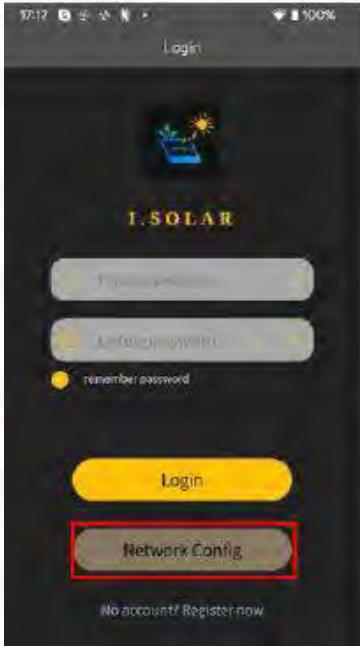 17:17 100%
Login
I.SOLAR
remember password
Login
Network Config
No account? Register now